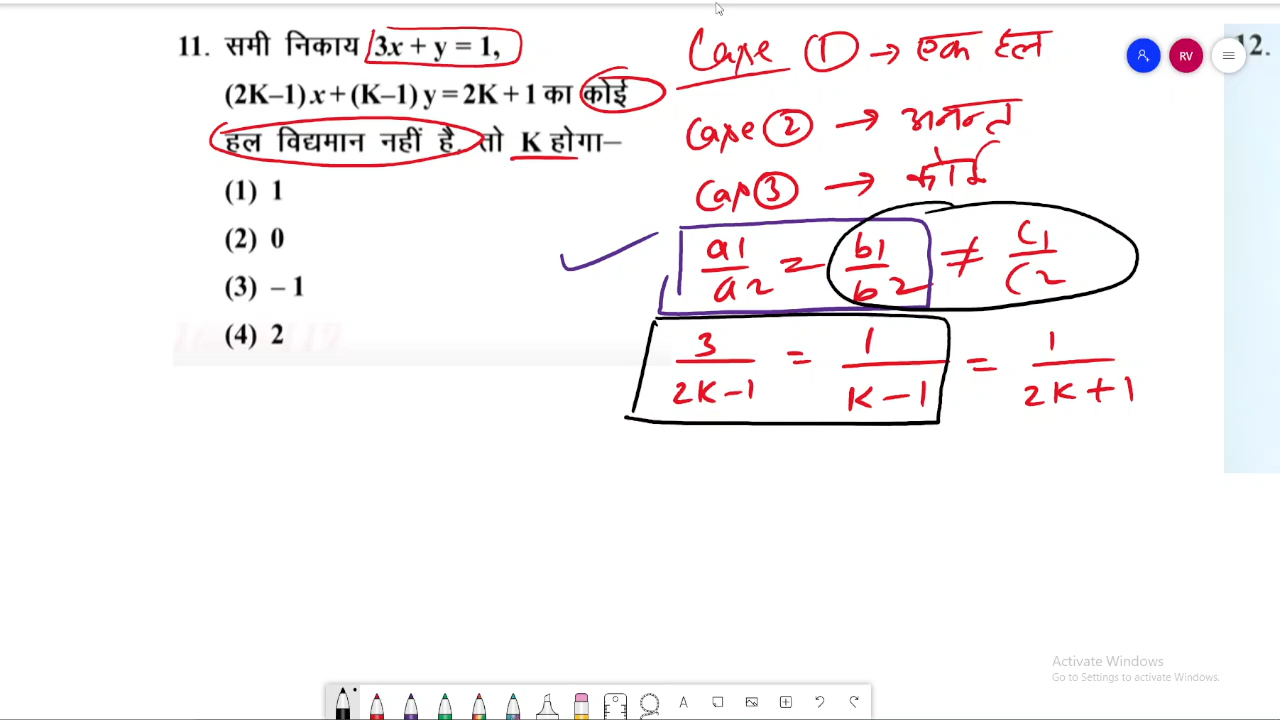 11. समी निकाय 3x + y = 1,
(2K–1) x + (K–1) y = 2K + 1 का कोई
हल विद्यमान नहीं है. तो K होगा–
(1) 1
(2) 0
(3) – 1
(4) 2
Case ① → एक हल
Case ② → अनन्त
Cas ③ → कोई
a1/a2 = b1/b2 ≠ C1/C2
3/2K-1 = 1/K-1 = 1/2K+1
12.
RV
Activate Windows
Go to Settings to activate Windows.
A